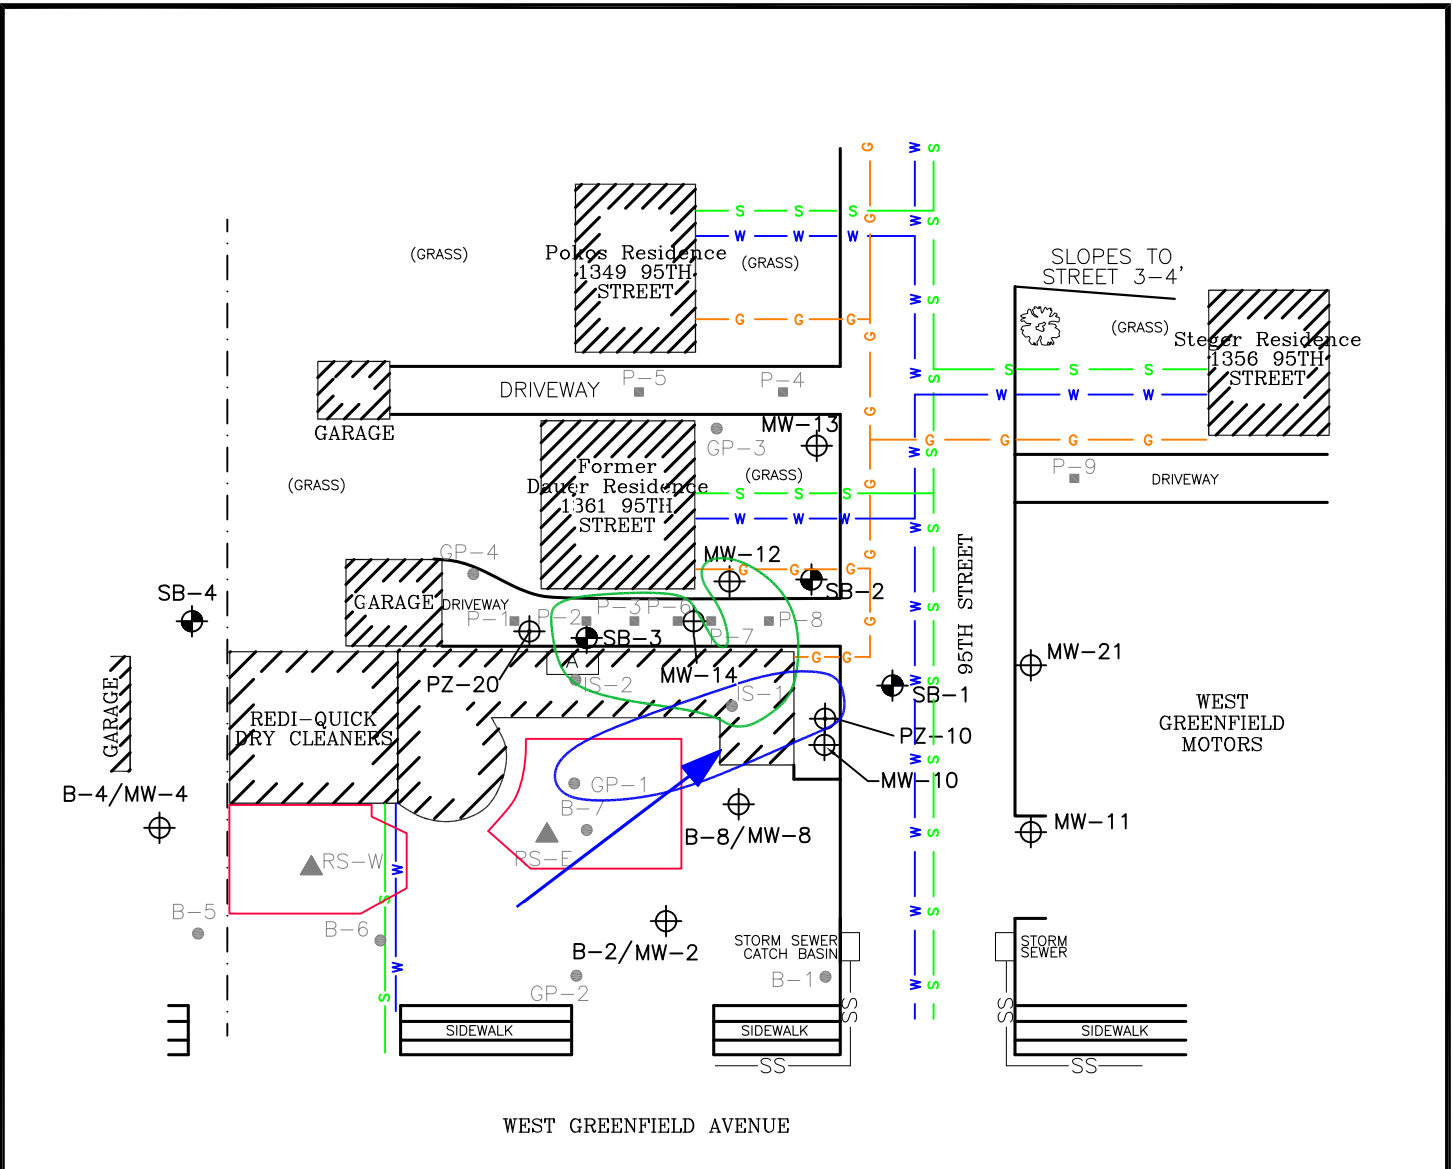 G W S
S S S G W S
W W W
(GRASS)
Pokos Residence
1349 95TH
STREET
(GRASS)
SLOPES TO
STREET 3-4'
W S
G G G
(GRASS)
G
Steger Residence
1356 95TH
STREET
P-5
P-4
W S
S S S
DRIVEWAY
W W W
G
GARAGE
MW-13
GP-3
G G G G
W S
P-9
Former
Dauer Residence
1361 95TH
STREET
(GRASS)
DRIVEWAY
(GRASS)
G
S S S
W W W
W S
GP-4
MW-12
G
95TH STREET
G G G
SB-4
SB-2
GARAGE
DRIVEWAY
P-1
P-2
P-3
P-6
P-8
W S
G
SB-3
P-7
MW-21
A
G G
PZ-20
IS-2
MW-14
IS-1
W S
SB-1
GARAGE
REDI-QUICK
DRY CLEANERS
WEST
GREENFIELD
MOTORS
PZ-10
W S
B-4/MW-4
GP-1
MW-10
B-7
B-8/MW-8
MW-11
W S
RS-W
RS-E
W
S
B-5
B-6
W S
B-2/MW-2
STORM SEWER
CATCH BASIN
STORM
SEWER
W
S
GP-2
B-1
W S
SS
SS
SIDEWALK
SIDEWALK
SIDEWALK
SS
SS
WEST GREENFIELD AVENUE